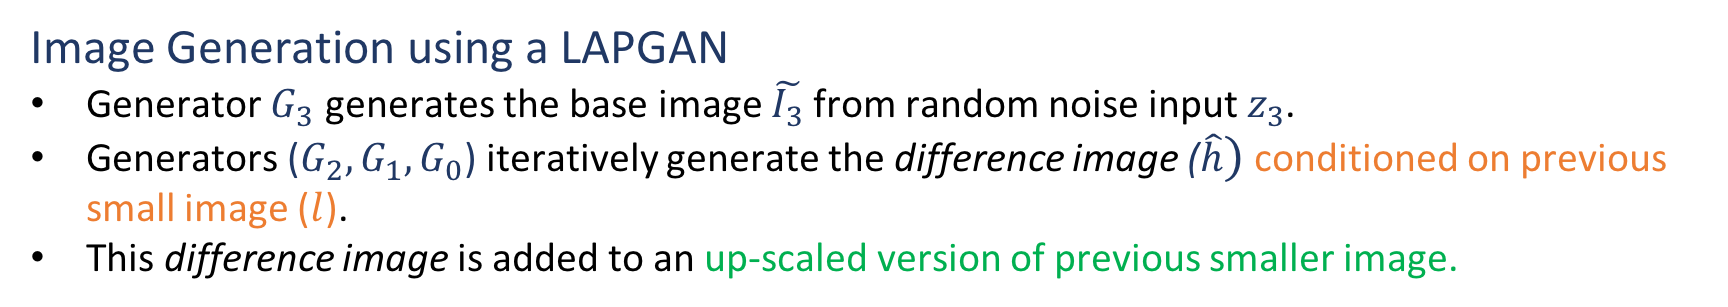 Image Generation using a LAPGAN
• Generator G₃ generates the base image Ĩ₃ from random noise input z₃.
• Generators (G₂, G₁, G₀) iteratively generate the difference image (ĥ) conditioned on previous
small image (l).
• This difference image is added to an up-scaled version of previous smaller image.